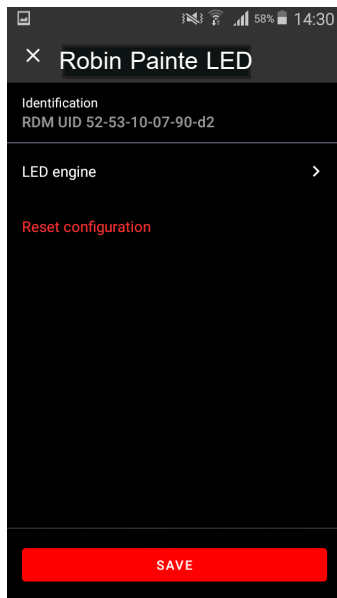 58% 14:30
× Robin Painte LED
Identification
RDM UID 52-53-10-07-90-d2
LED engine
Reset configuration
SAVE